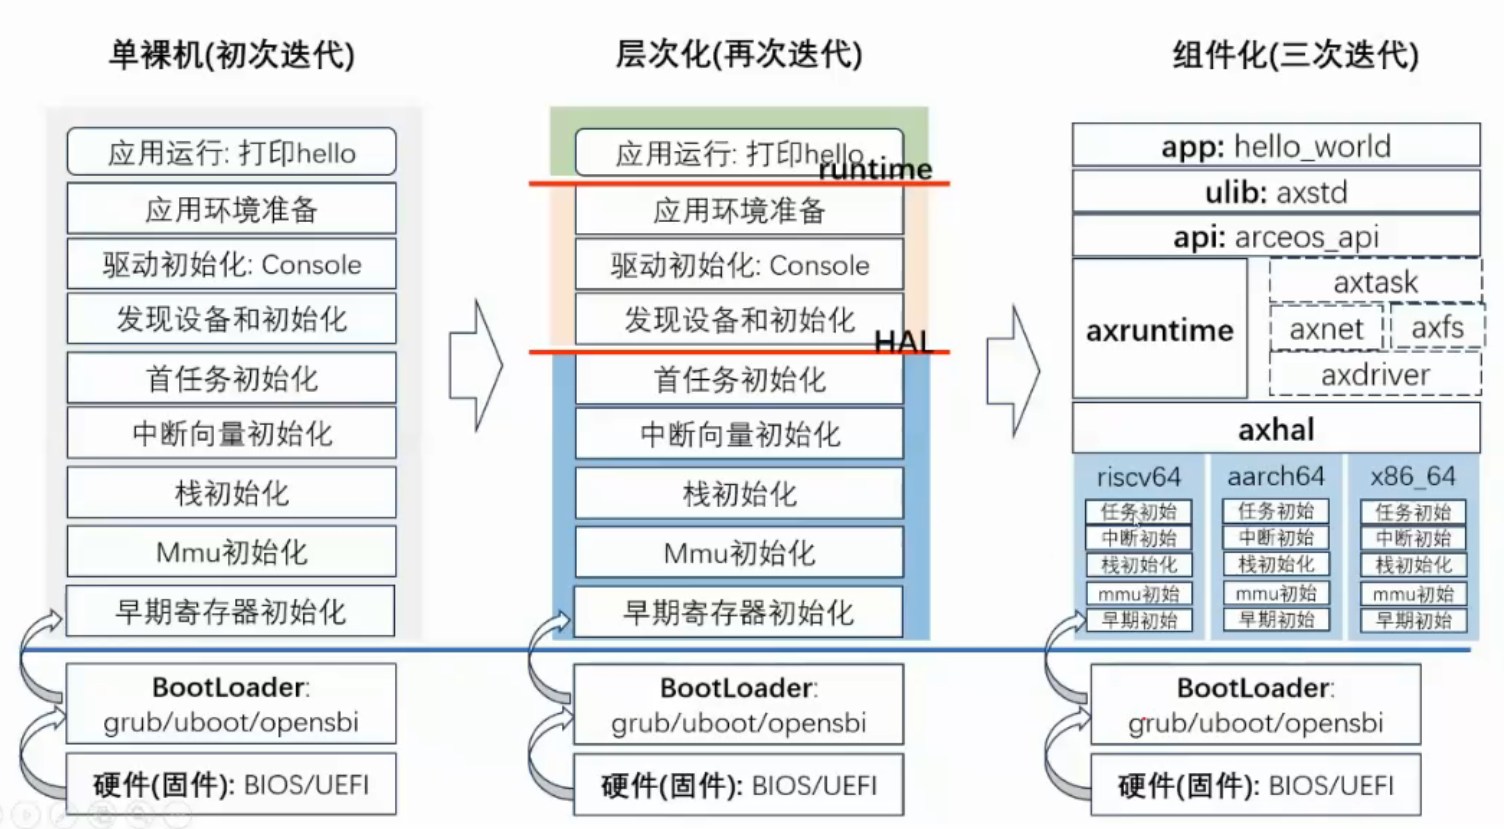 单裸机(初次迭代)
应用运行: 打印hello
应用环境准备
驱动初始化: Console
发现设备和初始化
首任务初始化
中断向量初始化
栈初始化
Mmu初始化
早期寄存器初始化
BootLoader:
grub/uboot/opensbi
硬件(固件): BIOS/UEFI
层次化(再次迭代)
应用运行: 打印hello
runtime
应用环境准备
驱动初始化: Console
发现设备和初始化
HAL
首任务初始化
中断向量初始化
栈初始化
Mmu初始化
早期寄存器初始化
BootLoader:
grub/uboot/opensbi
硬件(固件): BIOS/UEFI
组件化(三次迭代)
app: hello_world
ulib: axstd
api: arceos_api
axruntime
axtask
axnet
axfs
axdriver
axhal
riscv64
任务初始
中断初始
栈初始化
mmu初始
早期初始
aarch64
任务初始
中断初始
栈初始化
mmu初始
早期初始
x86_64
任务初始
中断初始
栈初始化
mmu初始
早期初始
BootLoader:
grub/uboot/opensbi
硬件(固件): BIOS/UEFI